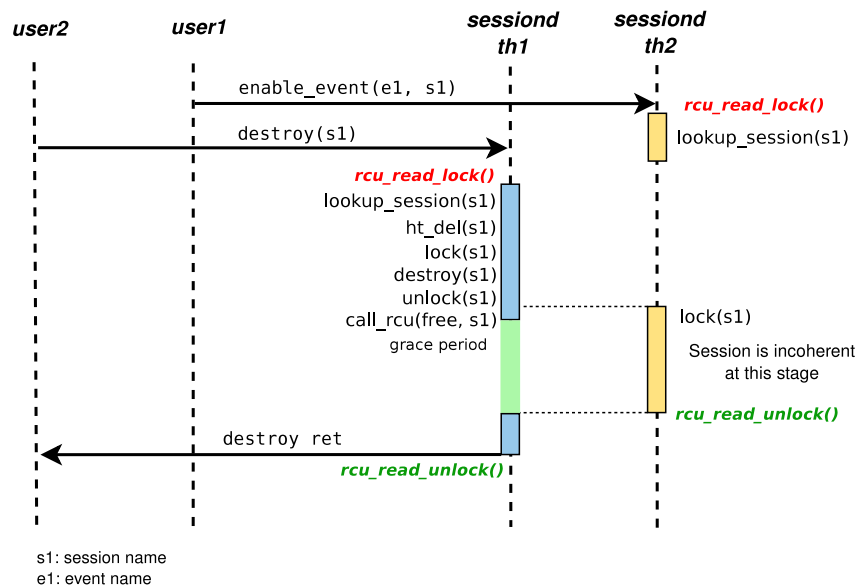 user2
user1
sessiond
th1
sessiond
th2
enable_event(e1, s1)
rcu_read_lock()
destroy(s1)
lookup_session(s1)
rcu_read_lock()
lookup_session(s1)
ht_del(s1)
lock(s1)
destroy(s1)
unlock(s1)
call_rcu(free, s1)
lock(s1)
grace period
Session is incoherent
at this stage
rcu_read_unlock()
destroy ret
rcu_read_unlock()
s1: session name
e1: event name